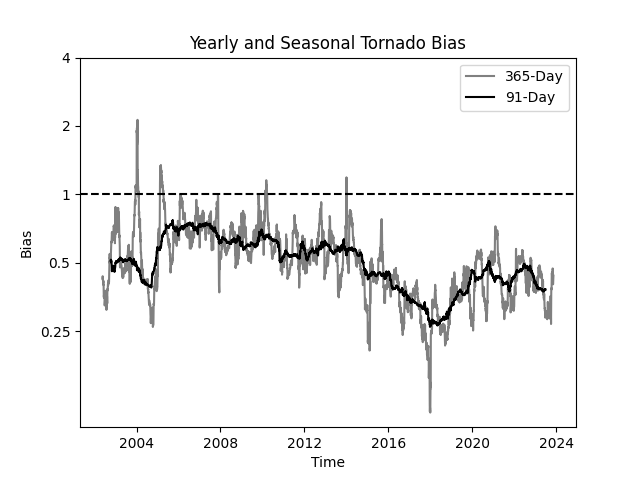 Yearly and Seasonal Tornado Bias
365-Day
91-Day
4
2
1
0.5
0.25
Bias
2004 2008 2012 2016 2020 2024
Time